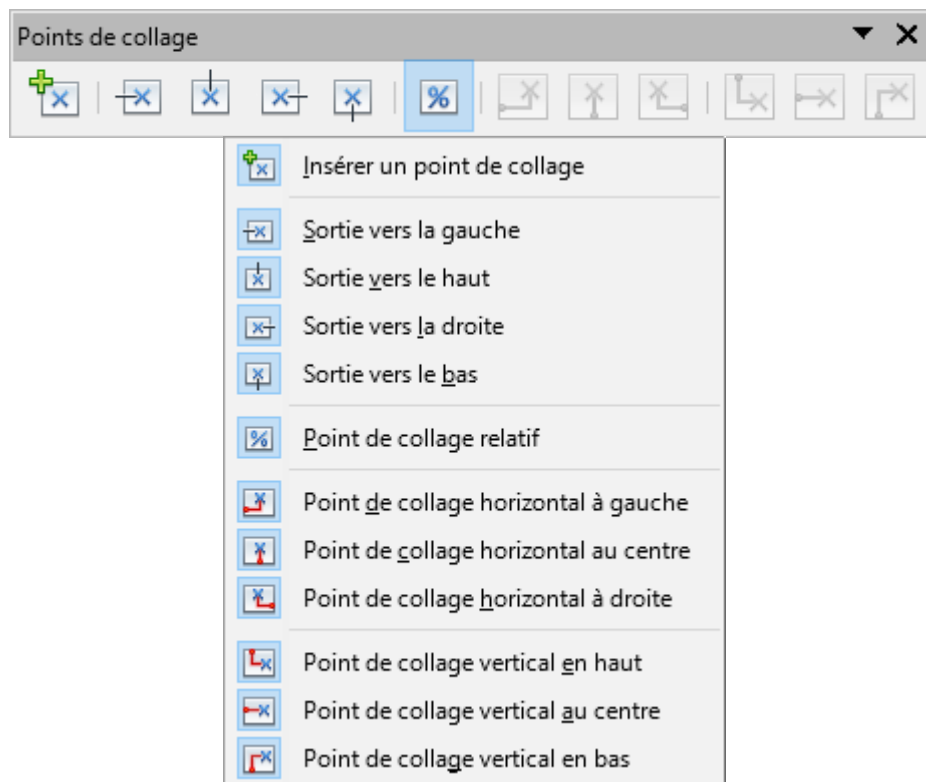 Points de collage
Insérer un point de collage
Sortie vers la gauche
Sortie vers le haut
Sortie vers la droite
Sortie vers le bas
Point de collage relatif
Point de collage horizontal à gauche
Point de collage horizontal au centre
Point de collage horizontal à droite
Point de collage vertical en haut
Point de collage vertical au centre
Point de collage vertical en bas